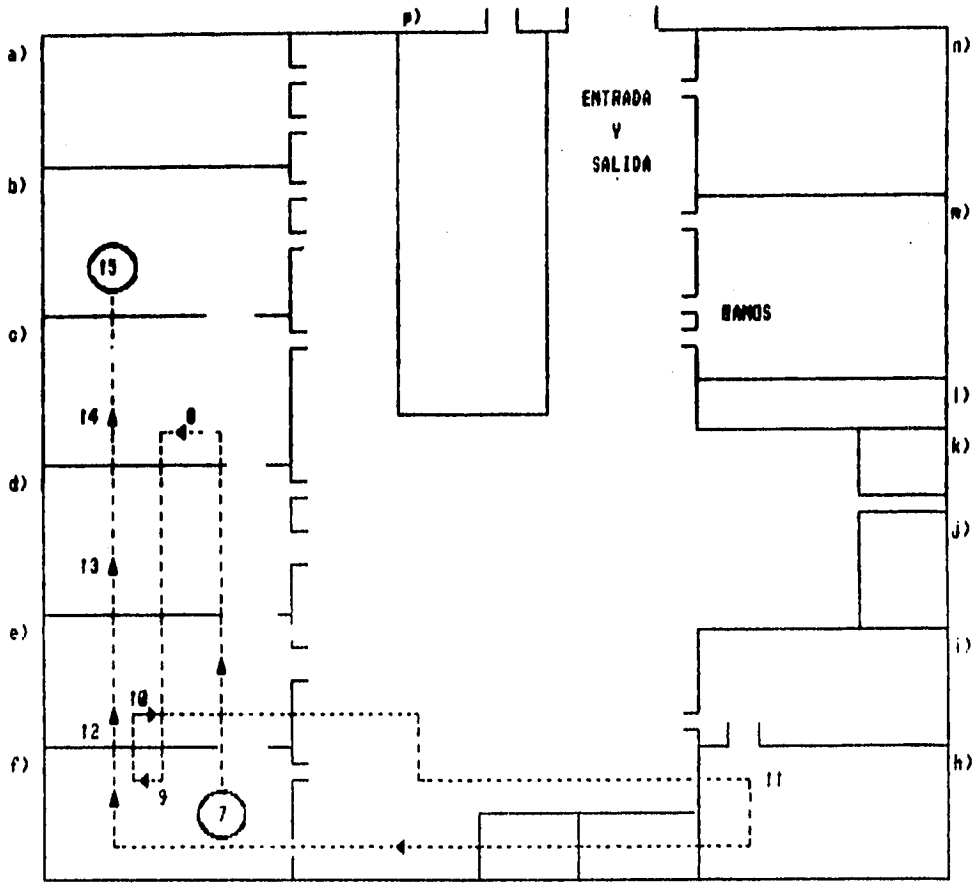 p)
a)
n)
ENTRADA
Y
SALIDA
b)
m)
15
BAÑOS
c)
l)
14
8
k)
d)
j)
13
e)
i)
10
12
f)
h)
11
9
7